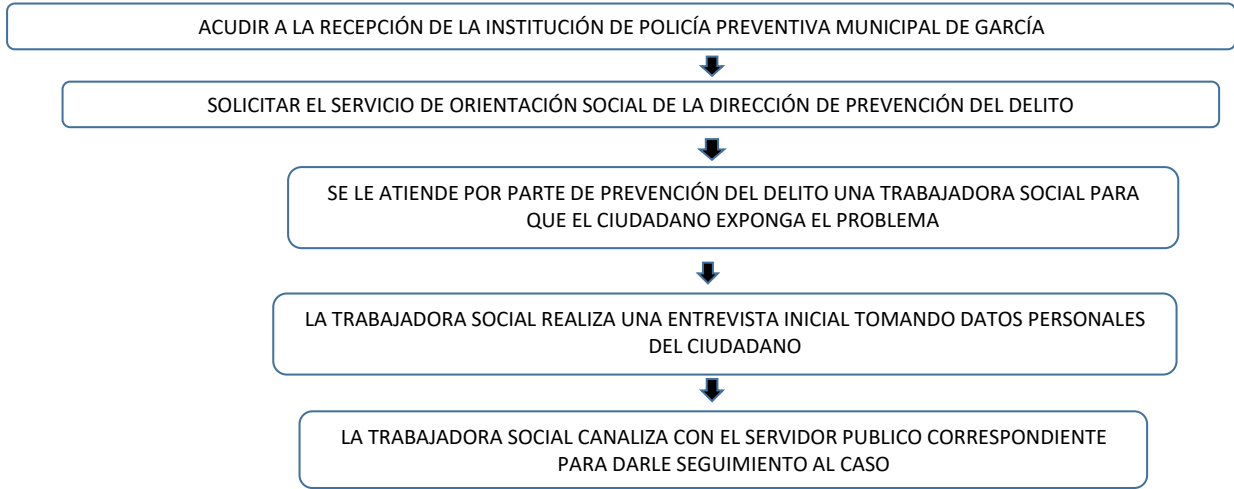 ACUDIR A LA RECEPCIÓN DE LA INSTITUCIÓN DE POLICÍA PREVENTIVA MUNICIPAL DE GARCÍA
SOLICITAR EL SERVICIO DE ORIENTACIÓN SOCIAL DE LA DIRECCIÓN DE PREVENCIÓN DEL DELITO
SE LE ATIENDE POR PARTE DE PREVENCIÓN DEL DELITO UNA TRABAJADORA SOCIAL PARA
QUE EL CIUDADANO EXPONGA EL PROBLEMA
LA TRABAJADORA SOCIAL REALIZA UNA ENTREVISTA INICIAL TOMANDO DATOS PERSONALES
DEL CIUDADANO
LA TRABAJADORA SOCIAL CANALIZA CON EL SERVIDOR PUBLICO CORRESPONDIENTE
PARA DARLE SEGUIMIENTO AL CASO